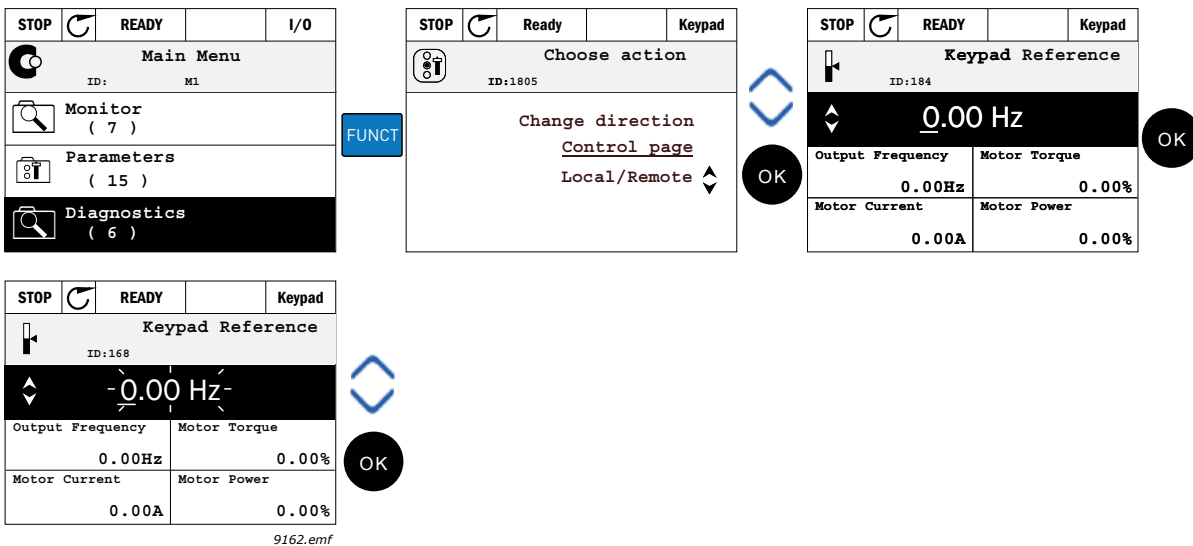 STOP READY I/O
Main Menu
ID: M1
Monitor
( 7 )
Parameters
( 15 )
Diagnostics
( 6 )
FUNCT
STOP Ready Keypad
Choose action
ID:1805
Change direction
Control page
Local/Remote
OK
STOP READY Keypad
Keypad Reference
ID:184
0.00 Hz
Output Frequency Motor Torque
0.00Hz 0.00%
Motor Current Motor Power
0.00A 0.00%
OK
STOP READY Keypad
Keypad Reference
ID:168
0.00 Hz
Output Frequency Motor Torque
0.00Hz 0.00%
Motor Current Motor Power
0.00A 0.00%
OK
9162.emf